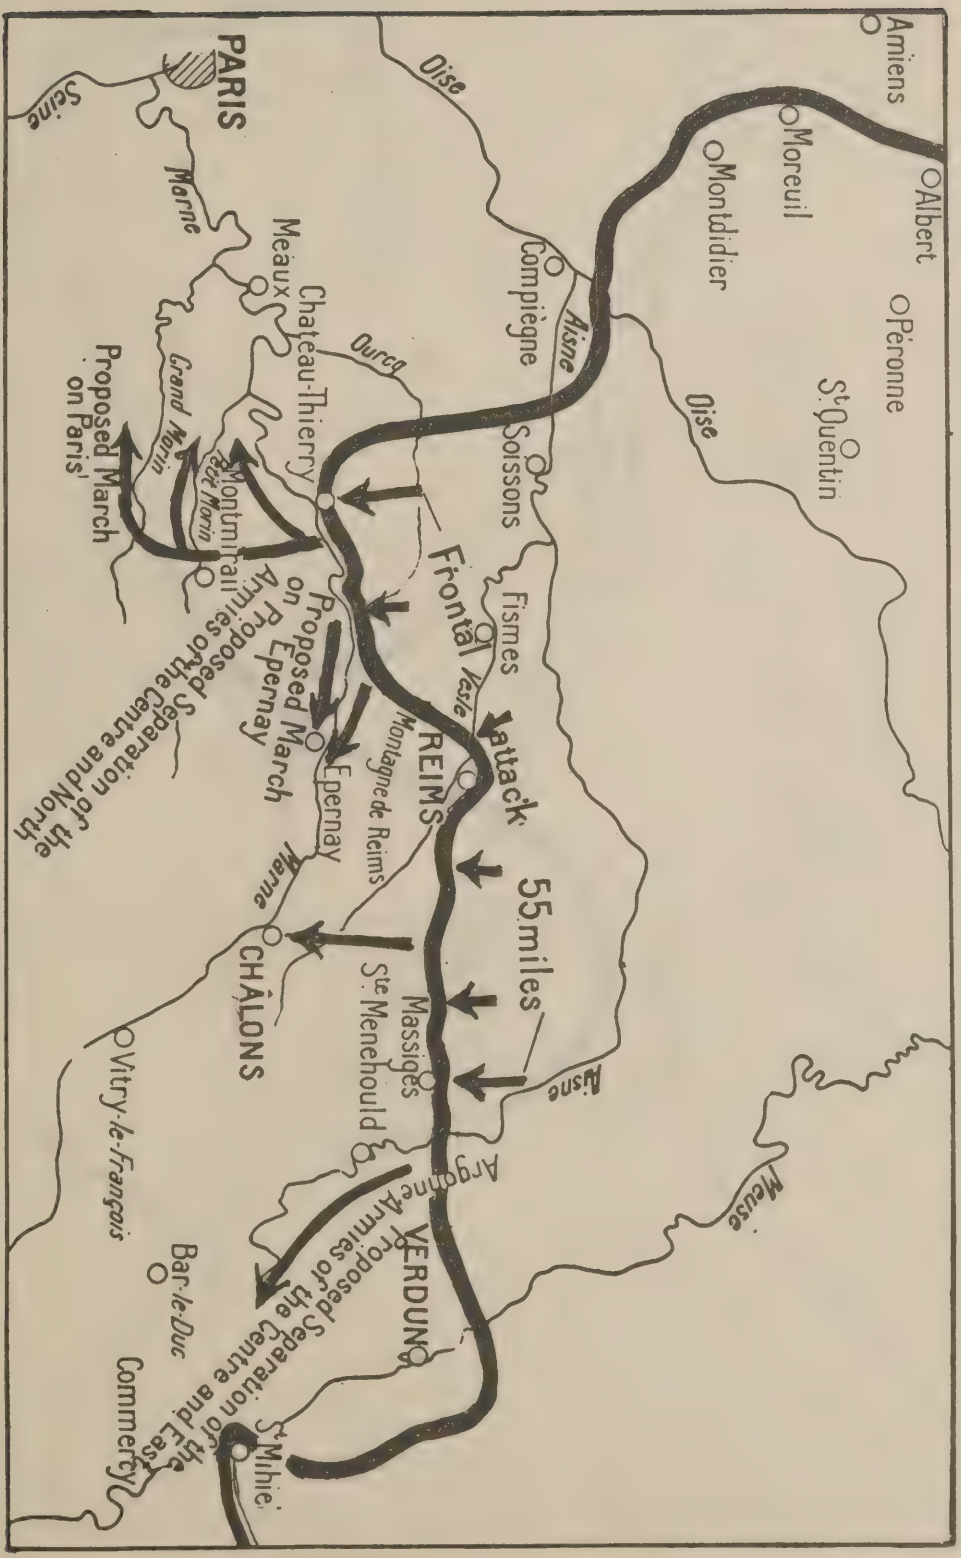 Amiens
Albert
Péronne
Moreuil
Montdidier
St. Quentin
Oise
Oise
Compiègne
Aisne
Soissons
PARIS
Seine
Marne
Meaux
Ourcq
Chateau-Thierry
Grand Morin
Petit Morin
Montmirail
Proposed March
on Paris
Frontal attack
55 miles
Fismes
Vesle
REIMS
Montagne de Reims
Proposed March
on Epernay
Epernay
Proposed Separation of the
Armies of the Centre and North
Marne
CHÂLONS
Massiges
Ste Menehould
Aisne
Argonne
Meuse
VERDUN
Vitry-le-François
Bar-le-Duc
Proposed Separation of the
Armies of the Centre and East
St. Mihiel
Commercy